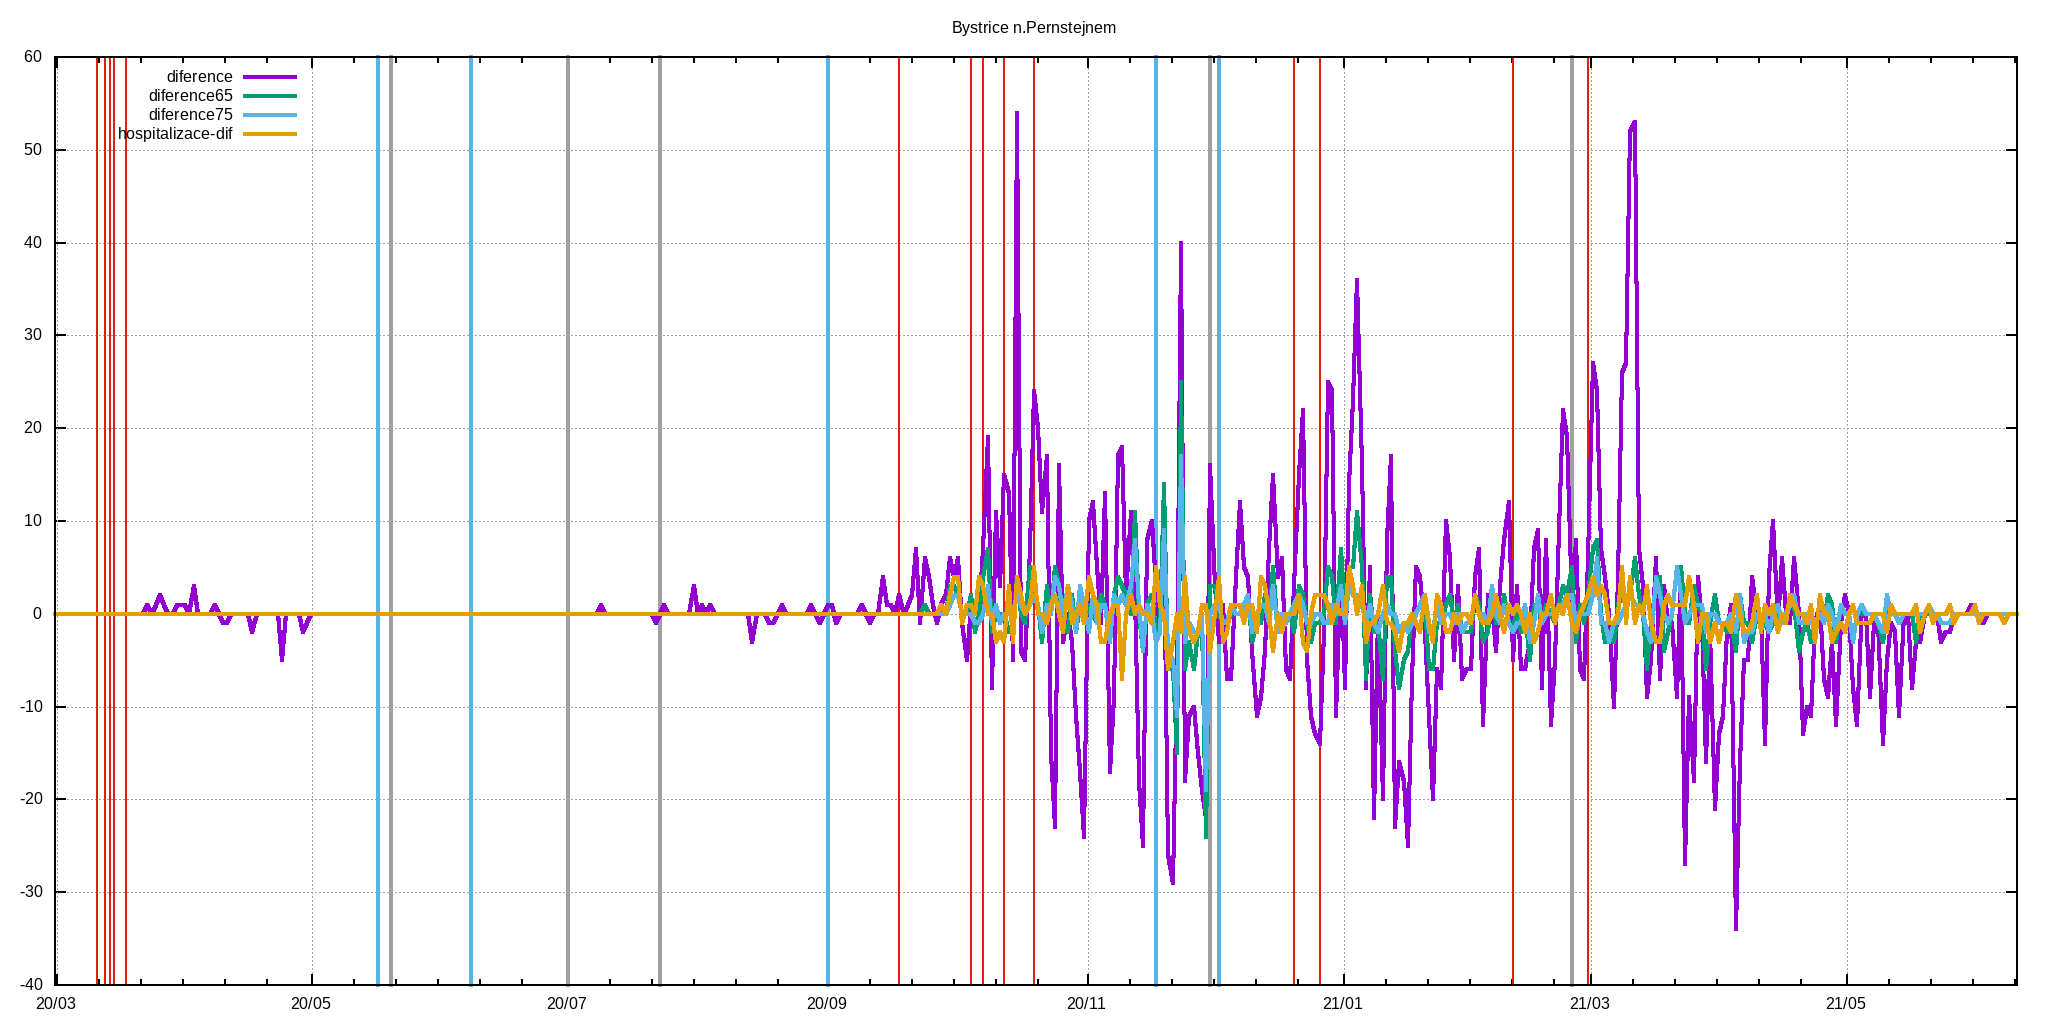 Bystrice n.Pernstejnem
60
50
40
30
20
10
0
-10
-20
-30
-40
diference
diference65
diference75
hospitalizace-dif
20/03 20/05 20/07 20/09 20/11 21/01 21/03 21/05